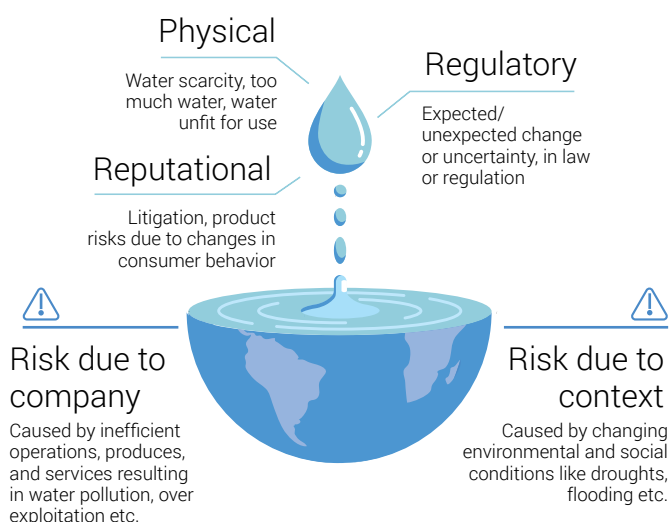 Physical
Water scarcity, too
much water, water
unfit for use
Regulatory
Expected/
unexpected change
or uncertainty, in law
or regulation
Reputational
Litigation, product
risks due to changes in
consumer behavior
Risk due to
company
Caused by inefficient
operations, produces,
and services resulting
in water pollution, over
exploitation etc.
Risk due to
context
Caused by changing
environmental and social
conditions like droughts,
flooding etc.